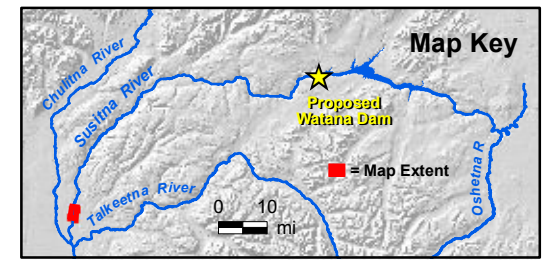 Map Key
Chulitna River
Susitna River
Proposed
Watana Dam
Talkeetna River
Oshetna R
= Map Extent
0 10
mi